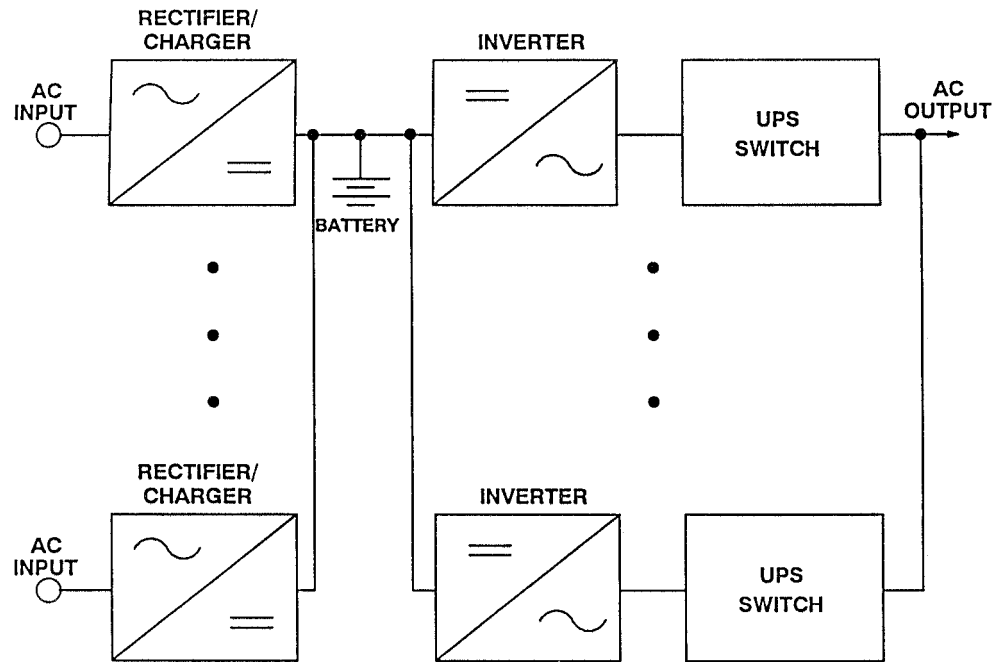 RECTIFIER/
CHARGER
INVERTER
AC
INPUT
AC
OUTPUT
UPS
SWITCH
BATTERY
RECTIFIER/
CHARGER
INVERTER
AC
INPUT
UPS
SWITCH